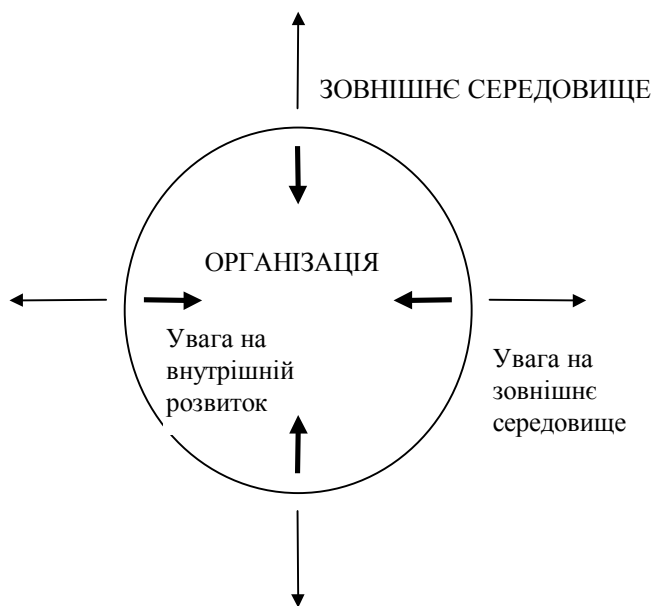 ЗОВНІШНЄ СЕРЕДОВИЩЕ
ОРГАНІЗАЦІЯ
Увага на
внутрішній
розвиток
Увага на
зовнішнє
середовище